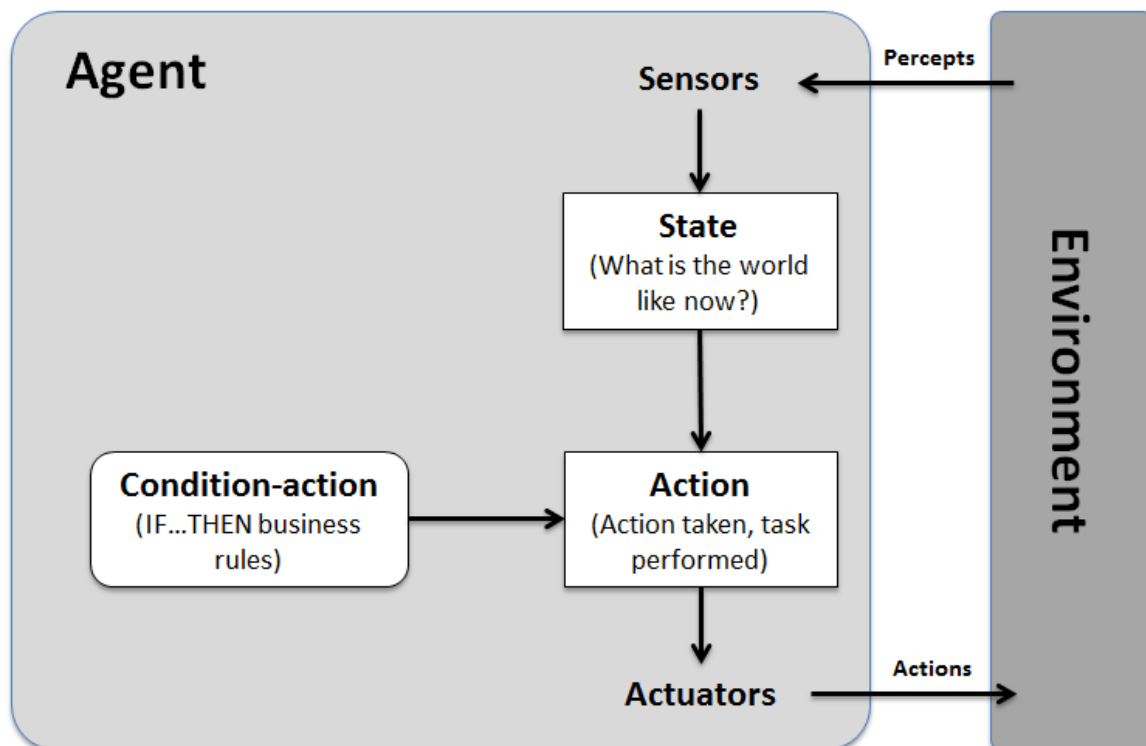 Agent
Percepts
Sensors
State
(What is the world
like now?)
Environment
Condition-action
(IF...THEN business
rules)
Action
(Action taken, task
performed)
Actions
Actuators